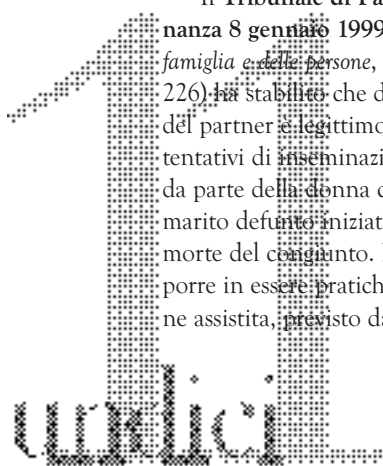 Il Tribunale di Pa
nanza 8 gennaio 1999
famiglia e delle persone,
226) ha stabilito che d
del partner è legittimo
tentativi di inseminazi
da parte della donna d
marito defunto iniziat
morte del congiunto. I
porre in essere pratich
ne assistita, previsto da
11
undici